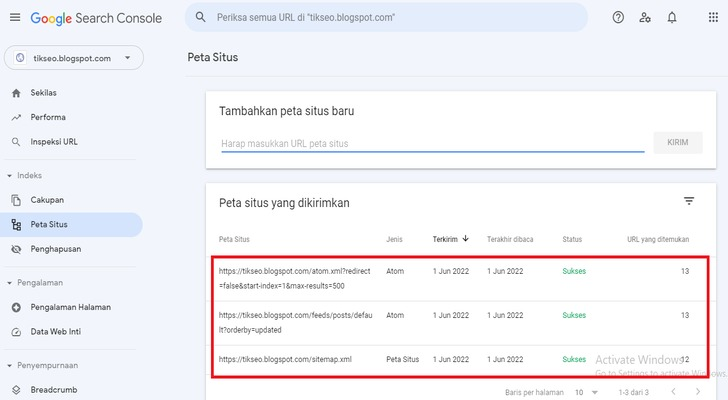 Google Search Console
Periksa semua URL di "tikseo.blogspot.com"
tikseo.blogspot.com
Peta Situs
Sekilas
Performa
Inspeksi URL
Indeks
Cakupan
Peta Situs
Penghapusan
Pengalaman
Pengalaman Halaman
Data Web Inti
Penyempurnaan
Breadcrumb
Tambahkan peta situs baru
Harap masukkan URL peta situs
KIRIM
Peta situs yang dikirimkan
Peta Situs Jenis Terkirim Terakhir dibaca Status URL yang ditemukan
https://tikseo.blogspot.com/atom.xml?redirect Atom 1 Jun 2022 1 Jun 2022 Sukses 13
=false&start-index=1&max-results=500
https://tikseo.blogspot.com/feeds/posts/defau Atom 1 Jun 2022 1 Jun 2022 Sukses 13
lt?orderby=updated
https://tikseo.blogspot.com/sitemap.xml Peta Situs 1 Jun 2022 1 Jun 2022 Sukses 12
Activate Windows
Go to Settings to activate Windows.
Baris per halaman 10 1-3 dari 3